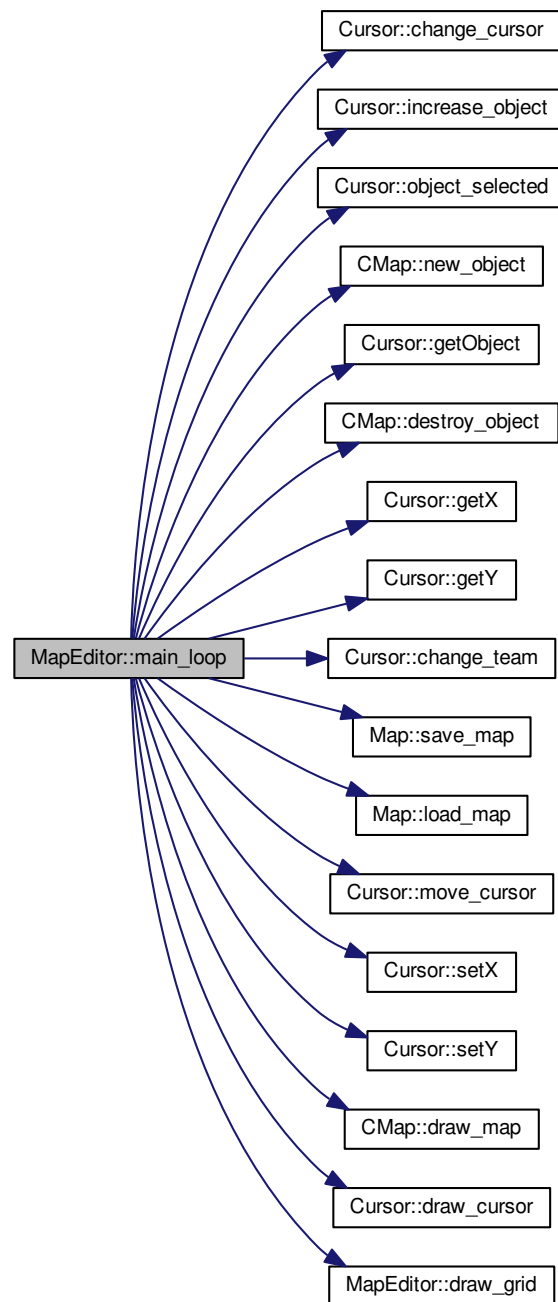 Cursor::change_cursor
Cursor::increase_object
Cursor::object_selected
CMap::new_object
Cursor::getObject
CMap::destroy_object
Cursor::getX
Cursor::getY
MapEditor::main_loop
Cursor::change_team
Map::save_map
Map::load_map
Cursor::move_cursor
Cursor::setX
Cursor::setY
CMap::draw_map
Cursor::draw_cursor
MapEditor::draw_grid